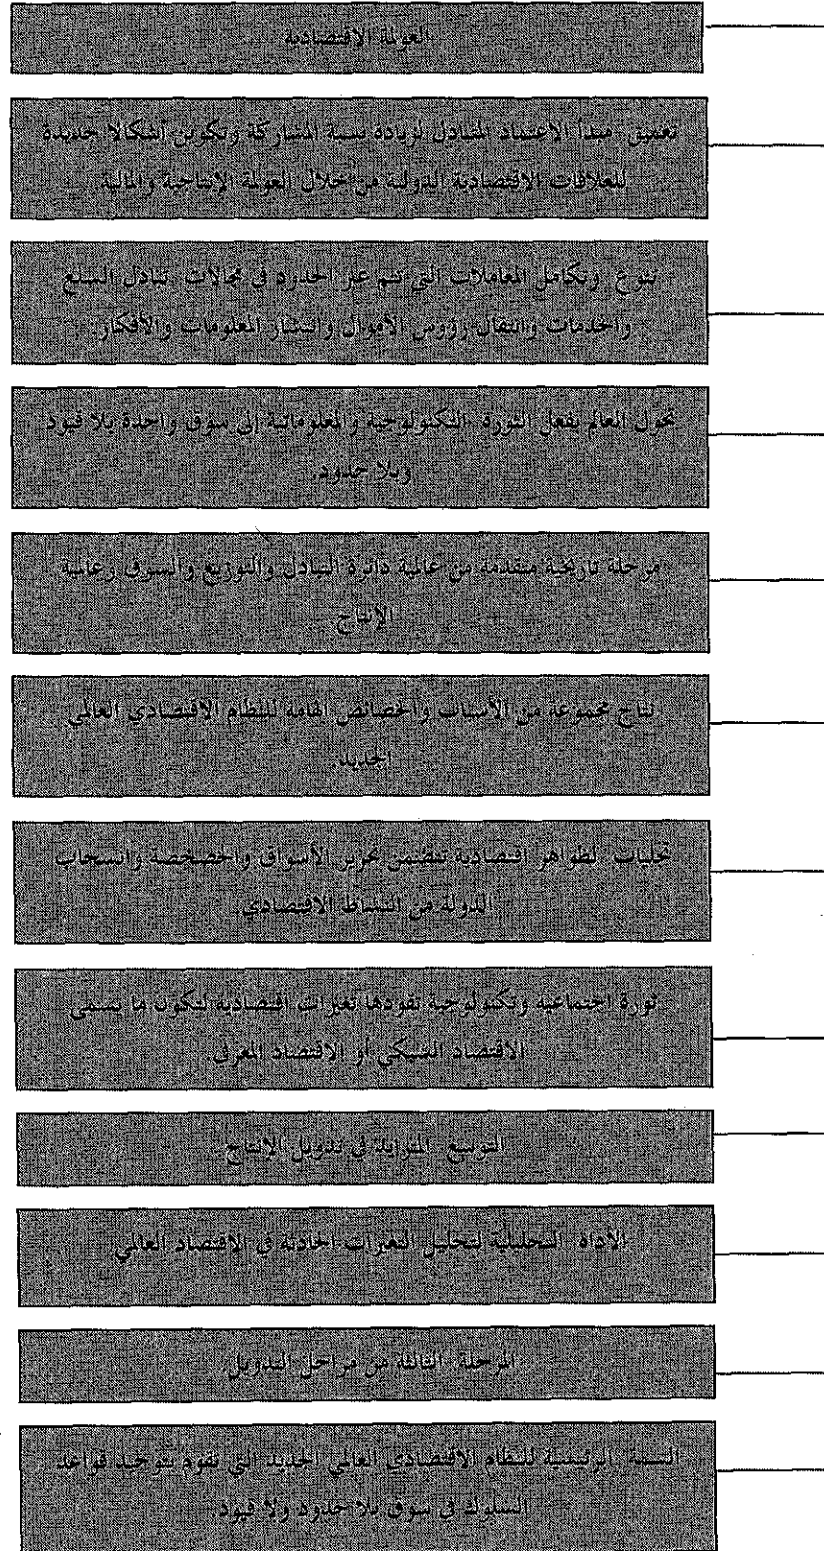 العولمة الاقتصادية
تعميق مبدأ الاعتماد المتبادل لزيادة نسبة المشاركة وتكوين أشكالا جديدة
للعلاقات الاقتصادية الدولية من خلال العولمة الإنتاجية والمالية.
تنوع وتكامل المعاملات التي تتم عبر الحدود في مجالات تبادل السلع
والخدمات وانتقال رؤوس الأموال وانتشار المعلومات والأفكار.
تحول العالم بفعل الثورة التكنولوجية والمعلوماتية إلى سوق واحدة بلا قيود
وبلا حدود.
مرحلة تاريخية متقدمة من عالمية دائرة التبادل والتوزيع والسوق وعالمية
الإنتاج.
نتاج مجموعة من الأسباب والخصائص الهامة للنظام الاقتصادي العالمي
الجديد.
تجليات لظواهر اقتصادية تتضمن تحرير الأسواق والخصخصة وانسحاب
الدولة من النشاط الاقتصادي.
ثورة اجتماعية وتكنولوجية تقودها تغيرات اقتصادية لتكون ما يسمى
الاقتصاد الشبكي أو الاقتصاد المعرفي.
التوسع المتزايد في تدويل الإنتاج
الأداة التحليلية لتحليل التغيرات الحادثة في الاقتصاد العالمي.
المرحلة الثالثة من مراحل التدويل.
السمة الرئيسية للنظام الاقتصادي العالمي الجديد التي تقوم بتوحيد قواعد
السلوك في سوق بلا حدود ولا قيود.